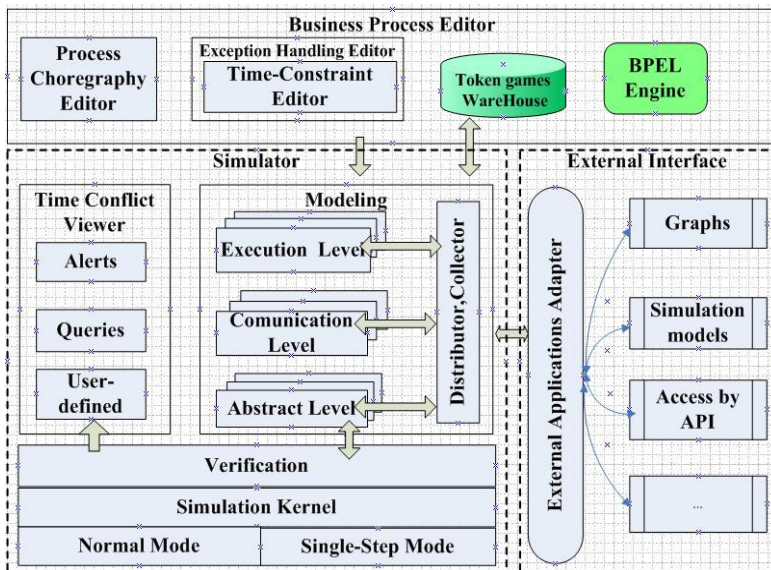 Business Process Editor
Process
Choregraphy
Editor
Exception Handling Editor
Time-Constraint
Editor
Token games
WareHouse
BPEL
Engine
Simulator
External Interface
Time Conflict
Viewer
Alerts
Queries
User-
defined
Modeling
Execution Level
Comunication
Level
Abstract Level
Distributor,Collector
External Applications Adapter
Graphs
Simulation
models
Access by
API
...
Verification
Simulation Kernel
Normal Mode
Single-Step Mode